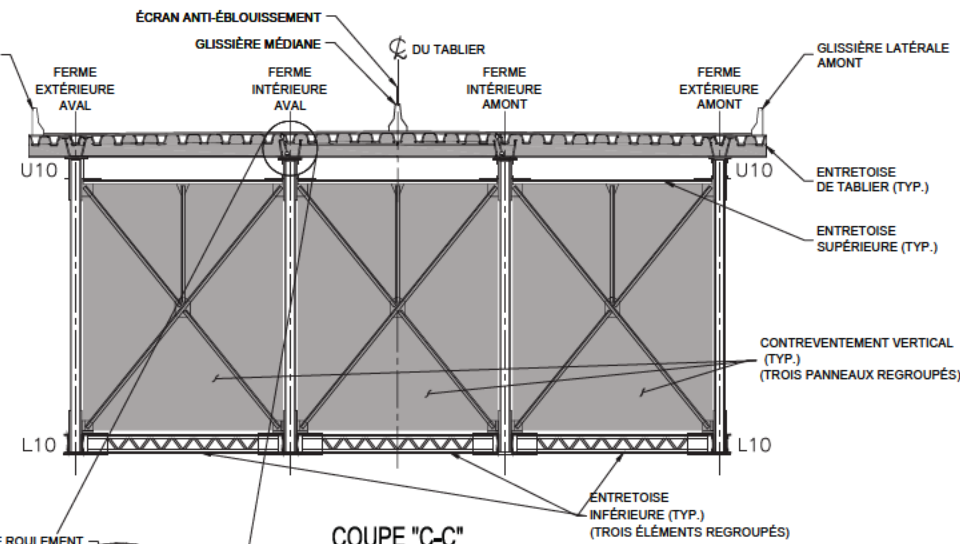 ÉCRAN ANTI-ÉBLOUISSEMENT
GLISSIÈRE MÉDIANE
DU TABLIER
GLISSIÈRE LATÉRALE
AMONT
FERME
EXTÉRIEURE
AVAL
FERME
INTÉRIEURE
AVAL
FERME
INTÉRIEURE
AMONT
FERME
EXTÉRIEURE
AMONT
U10
U10
ENTRETOISE
DE TABLIER (TYP.)
ENTRETOISE
SUPÉRIEURE (TYP.)
CONTREVENTEMENT VERTICAL
(TYP.)
(TROIS PANNEAUX REGROUPÉS)
L10
L10
ENTRETOISE
INFÉRIEURE (TYP.)
(TROIS ÉLÉMENTS REGROUPÉS)
ROULEMENT
COUPE "C-C"